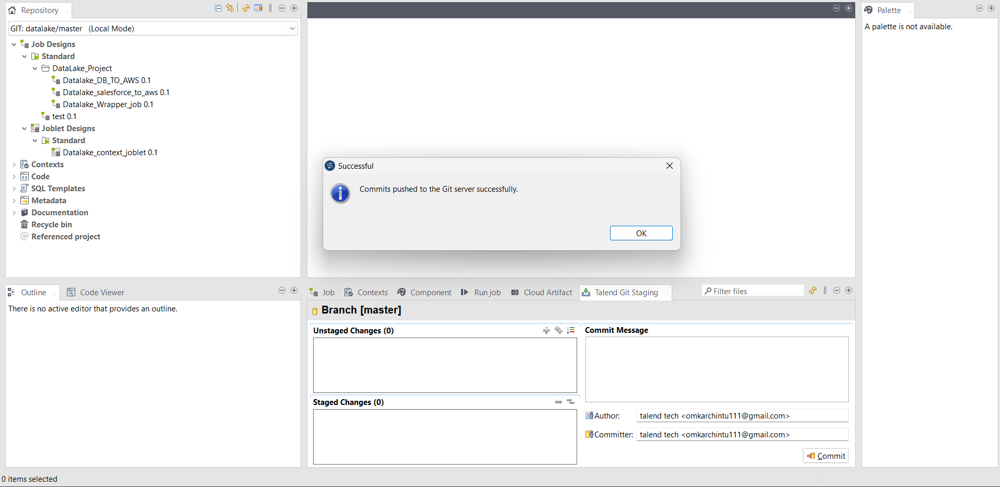 Repository
GIT: datalake/master   (Local Mode)
Job Designs
Standard
DataLake_Project
Datalake_DB_TO_AWS 0.1
Datalake_salesforce_to_aws 0.1
Datalake_Wrapper_job 0.1
test 0.1
Joblet Designs
Standard
Datalake_context_joblet 0.1
Contexts
Code
SQL Templates
Metadata
Documentation
Recycle bin
Referenced project
Palette
A palette is not available.
Successful
Commits pushed to the Git server successfully.
OK
Outline
Code Viewer
There is no active editor that provides an outline.
Job
Contexts
Component
Run job
Cloud Artifact
Talend Git Staging
Filter files
Branch [master]
Unstaged Changes (0)
Staged Changes (0)
Commit Message
Author: talend tech <omkarchintu111@gmail.com>
Committer: talend tech <omkarchintu111@gmail.com>
Commit
0 items selected